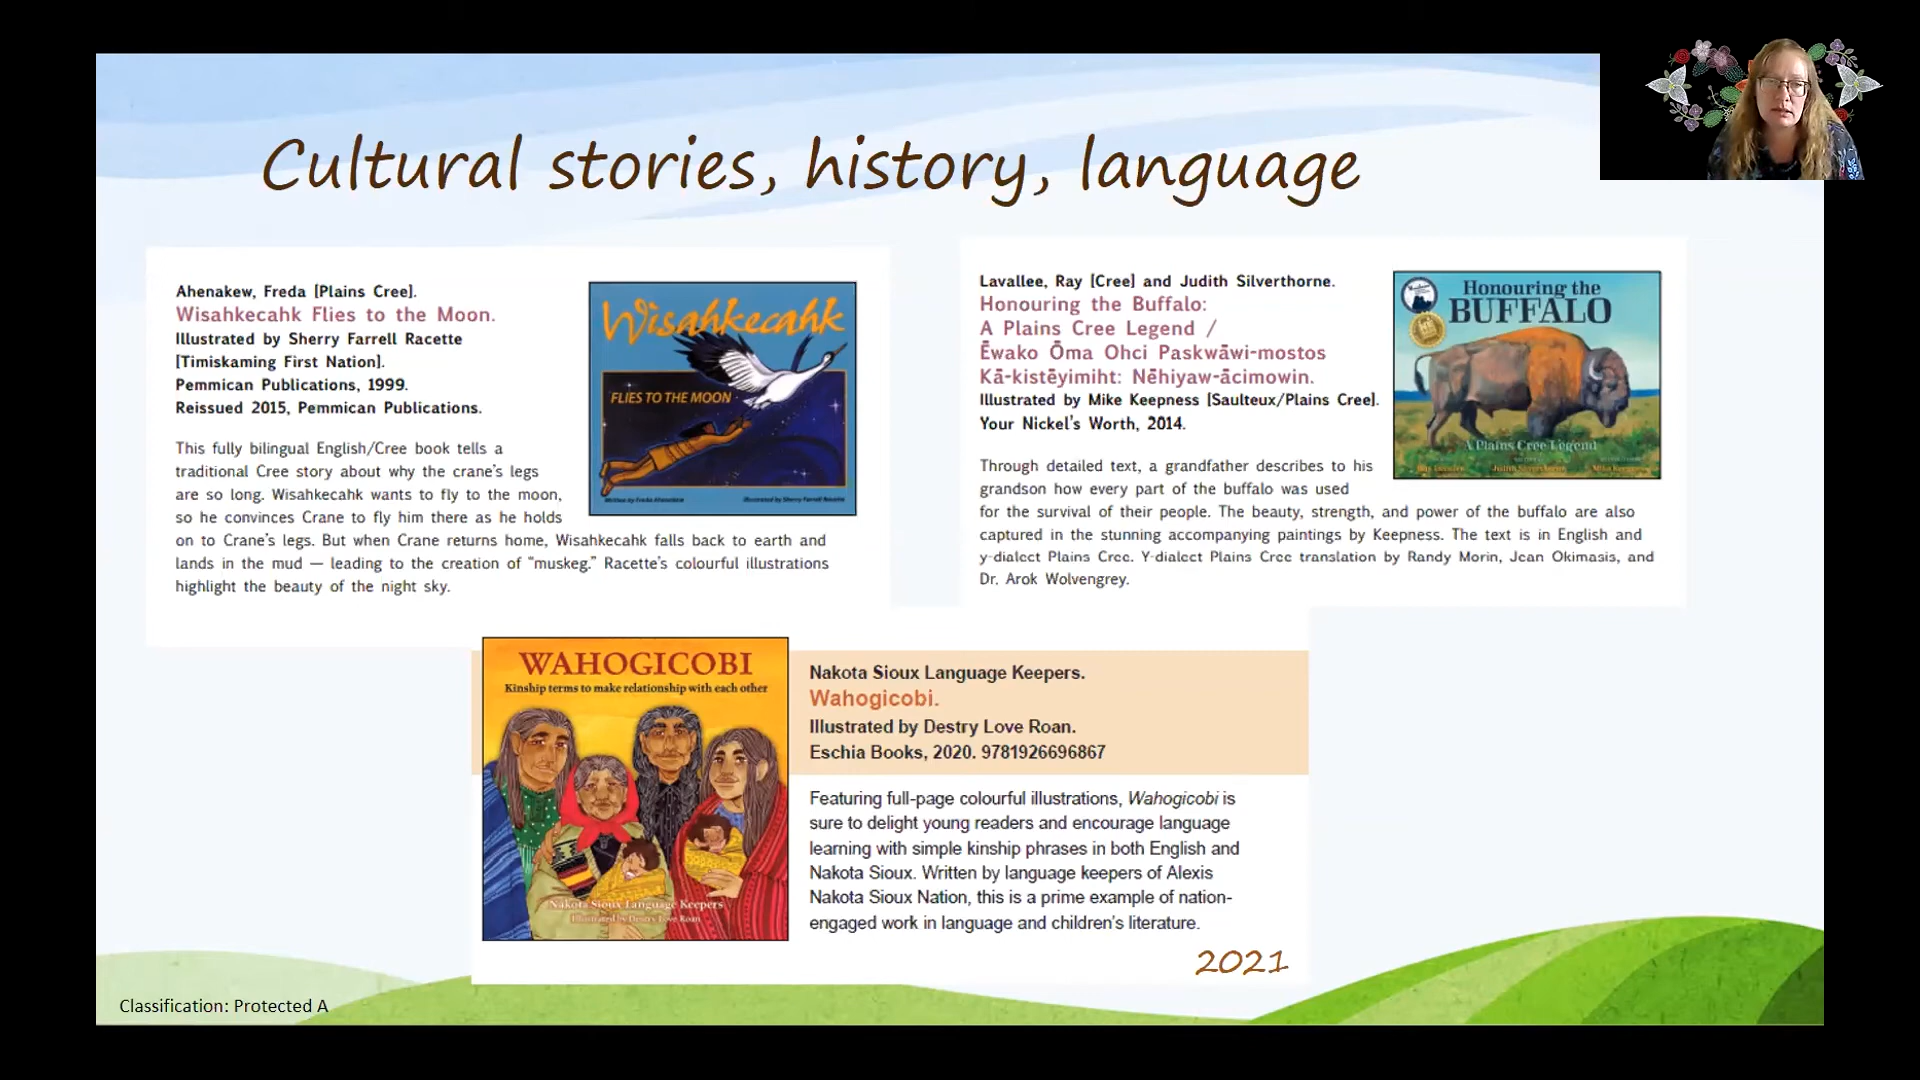 Cultural stories, history, language
Ahenakew, Freda [Plains Cree].
Wisahkecahk Flies to the Moon.
Illustrated by Sherry Farrell Racette
[Timiskaming First Nation].
Pemmican Publications, 1999.
Reissued 2015, Pemmican Publications.
This fully bilingual English/Cree book tells a
traditional Cree story about why the crane's legs
are so long. Wisahkecahk wants to fly to the moon,
so he convinces Crane to fly him there as he holds
on to Crane's legs. But when Crane returns home, Wisahkecahk falls back to earth and
lands in the mud — leading to the creation of "muskeg." Racette's colourful illustrations
highlight the beauty of the night sky.
Wisahkecahk
FLIES TO THE MOON
Written by Freda Ahenakew
Illustrated by Sherry Farrell Racette
Lavallee, Ray [Cree] and Judith Silverthorne.
Honouring the Buffalo:
A Plains Cree Legend /
Ēwako Ōma Ohci Paskwāwi-mostos
Kā-kistēyimiht: Nēhiyaw-ācimowin.
Illustrated by Mike Keepness [Saulteux/Plains Cree].
Your Nickel's Worth, 2014.
Through detailed text, a grandfather describes to his
grandson how every part of the buffalo was used
for the survival of their people. The beauty, strength, and power of the buffalo are also
captured in the stunning accompanying paintings by Keepness. The text is in English and
y-dialect Plains Cree. Y-dialect Plains Cree translation by Randy Morin, Jean Okimasis, and
Dr. Arok Wolvengrey.
Honouring the
BUFFALO
A Plains Cree Legend
Judith Silverthorne
WAHOGICOBI
Kinship terms to make relationship with each other
Nakota Sioux Language Keepers
Illustrated by Destry Love Roan
Nakota Sioux Language Keepers.
Wahogicobi.
Illustrated by Destry Love Roan.
Eschia Books, 2020. 9781926696867
Featuring full-page colourful illustrations, Wahogicobi is
sure to delight young readers and encourage language
learning with simple kinship phrases in both English and
Nakota Sioux. Written by language keepers of Alexis
Nakota Sioux Nation, this is a prime example of nation-
engaged work in language and children's literature.
2021
Classification: Protected A